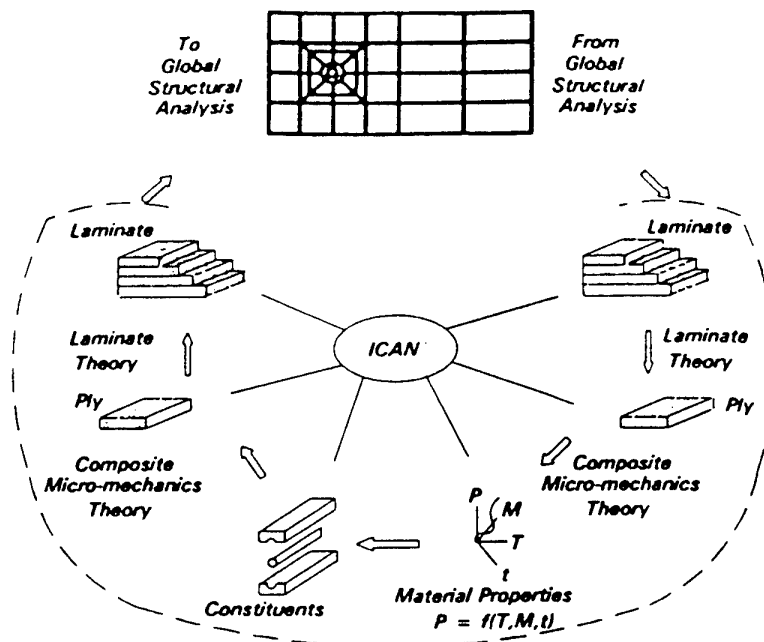 To
Global
Structural
Analysis
From
Global
Structural
Analysis
Laminate
Laminate
ICAN
Laminate
Theory
Laminate
Theory
Ply
Ply
Composite
Micro-mechanics
Theory
Composite
Micro-mechanics
Theory
P
M
T
t
Constituents
Material Properties
P = f(T,M,t)